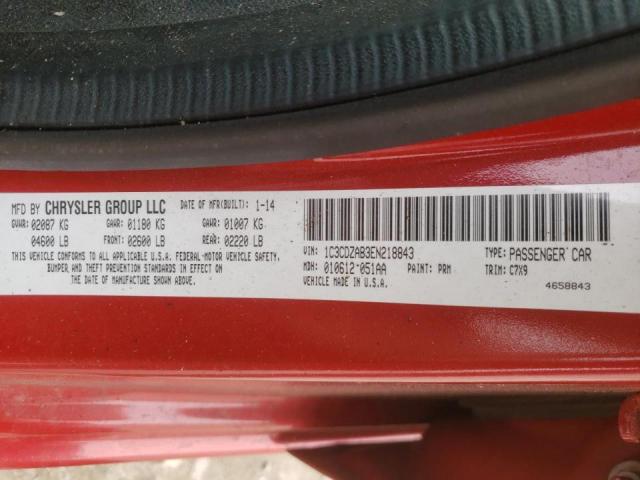 MFD BY CHRYSLER GROUP LLC DATE OF MFR(BUILT): 1-14
GVWR: 02087 KG GAWR: 01180 KG GAWR: 01007 KG
04600 LB FRONT: 02600 LB REAR: 02220 LB
THIS VEHICLE CONFORMS TO ALL APPLICABLE U.S.A. FEDERAL-MOTOR-VEHICLE SAFETY,
BUMPER, AND THEFT PREVENTION STANDARDS IN EFFECT ON
THE DATE OF MANUFACTURE SHOWN ABOVE.
VIN: 1C3CDZAB3EN218843 TYPE: PASSENGER CAR
MDH: 010612-051AA PAINT: PRM TRIM: C7X9
VEHICLE MADE IN U.S.A.
4658843